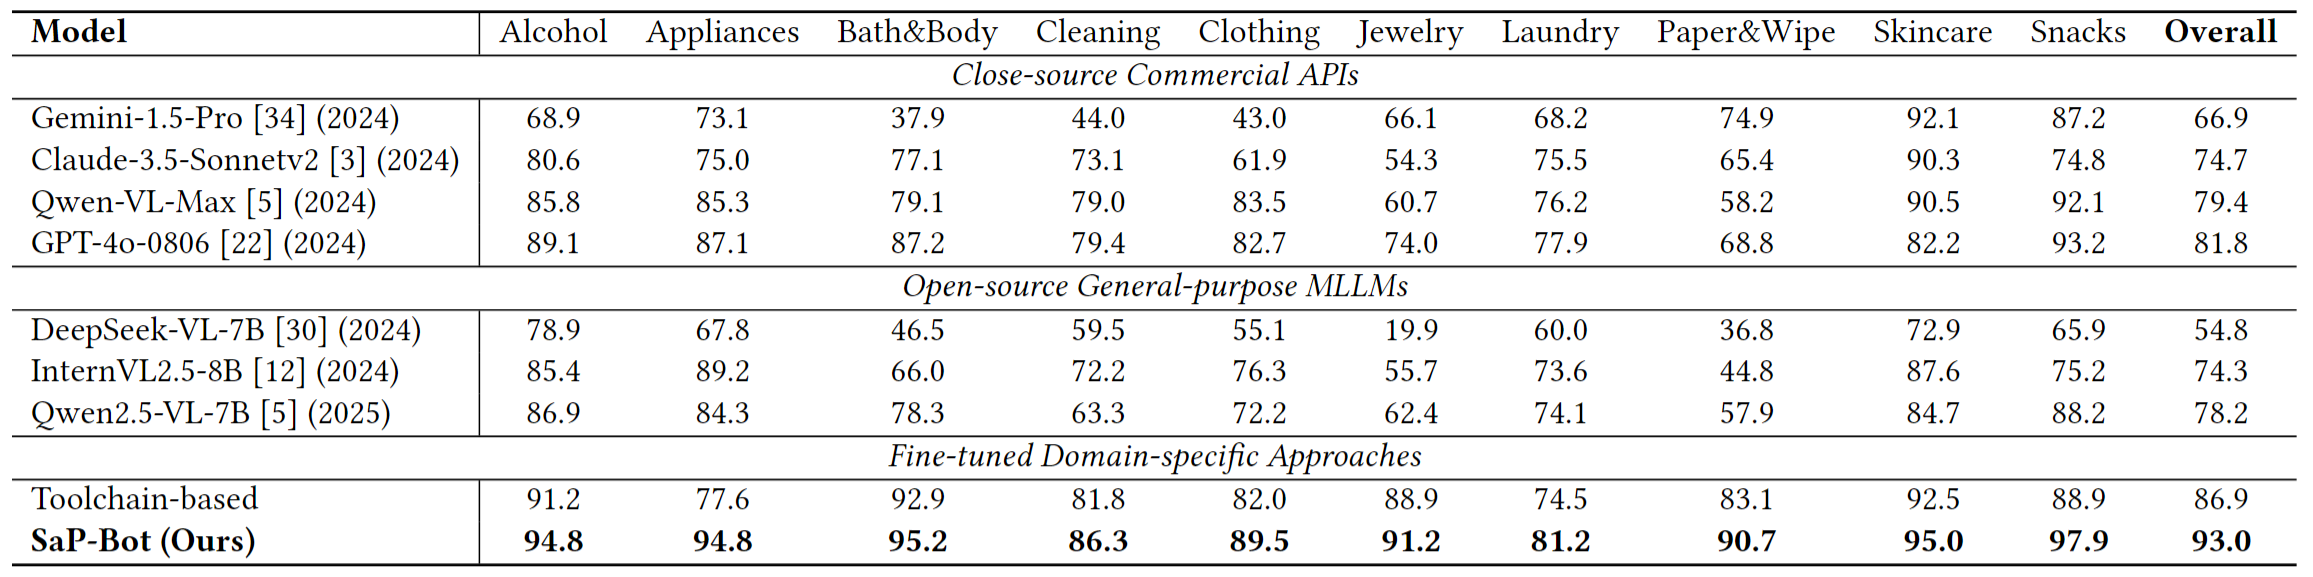 Model Alcohol Appliances Bath&Body Cleaning Clothing Jewelry Laundry Paper&Wipe Skincare Snacks Overall
Close-source Commercial APIs
Gemini-1.5-Pro [34] (2024) 68.9 73.1 37.9 44.0 43.0 66.1 68.2 74.9 92.1 87.2 66.9
Claude-3.5-Sonnetv2 [3] (2024) 80.6 75.0 77.1 73.1 61.9 54.3 75.5 65.4 90.3 74.8 74.7
Qwen-VL-Max [5] (2024) 85.8 85.3 79.1 79.0 83.5 60.7 76.2 58.2 90.5 92.1 79.4
GPT-4o-0806 [22] (2024) 89.1 87.1 87.2 79.4 82.7 74.0 77.9 68.8 82.2 93.2 81.8
Open-source General-purpose MLLMs
DeepSeek-VL-7B [30] (2024) 78.9 67.8 46.5 59.5 55.1 19.9 60.0 36.8 72.9 65.9 54.8
InternVL2.5-8B [12] (2024) 85.4 89.2 66.0 72.2 76.3 55.7 73.6 44.8 87.6 75.2 74.3
Qwen2.5-VL-7B [5] (2025) 86.9 84.3 78.3 63.3 72.2 62.4 74.1 57.9 84.7 88.2 78.2
Fine-tuned Domain-specific Approaches
Toolchain-based 91.2 77.6 92.9 81.8 82.0 88.9 74.5 83.1 92.5 88.9 86.9
SaP-Bot (Ours) 94.8 94.8 95.2 86.3 89.5 91.2 81.2 90.7 95.0 97.9 93.0